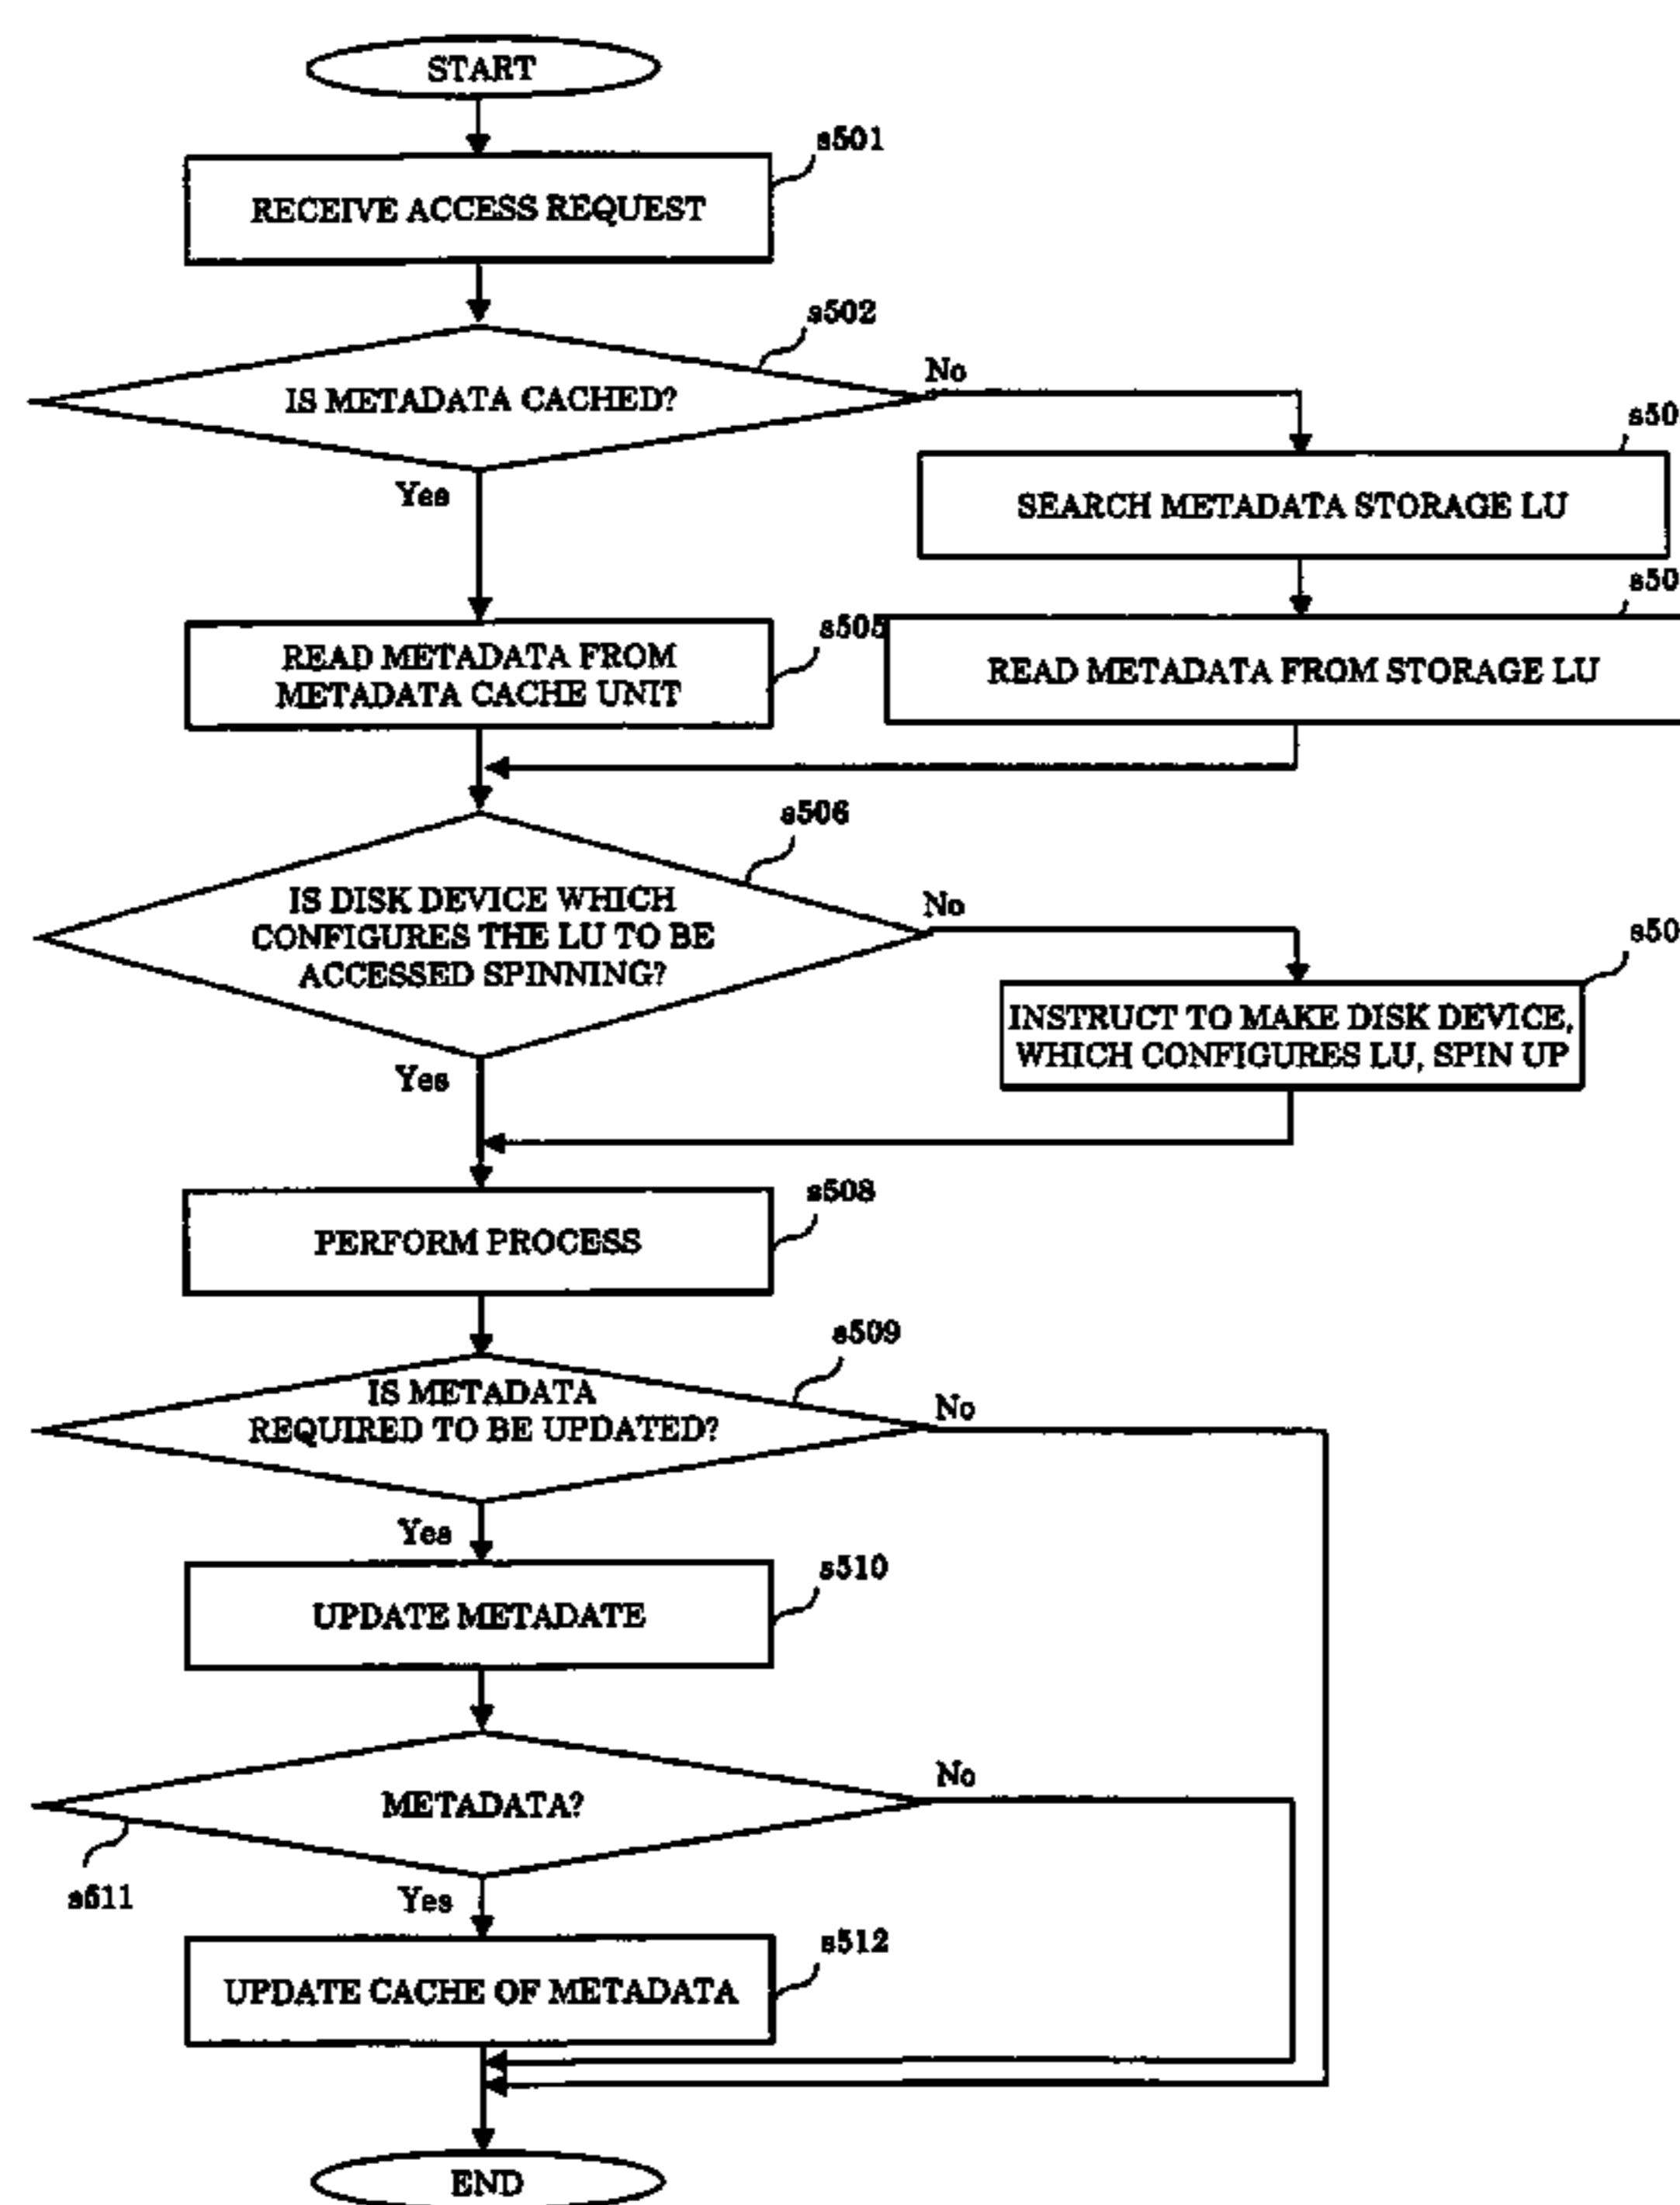 START
s501
RECEIVE ACCESS REQUEST
s502
IS METADATA CACHED?
No
Yes
s50
SEARCH METADATA STORAGE LU
s50
READ METADATA FROM STORAGE LU
s505
READ METADATA FROM
METADATA CACHE UNIT
s506
IS DISK DEVICE WHICH
CONFIGURES THE LU TO BE
ACCESSED SPINNING?
No
Yes
s50
INSTRUCT TO MAKE DISK DEVICE,
WHICH CONFIGURES LU, SPIN UP
s508
PERFORM PROCESS
s509
IS METADATA
REQUIRED TO BE UPDATED?
No
Yes
s510
UPDATE METADATE
METADATA?
No
s511
Yes
s512
UPDATE CACHE OF METADATA
END